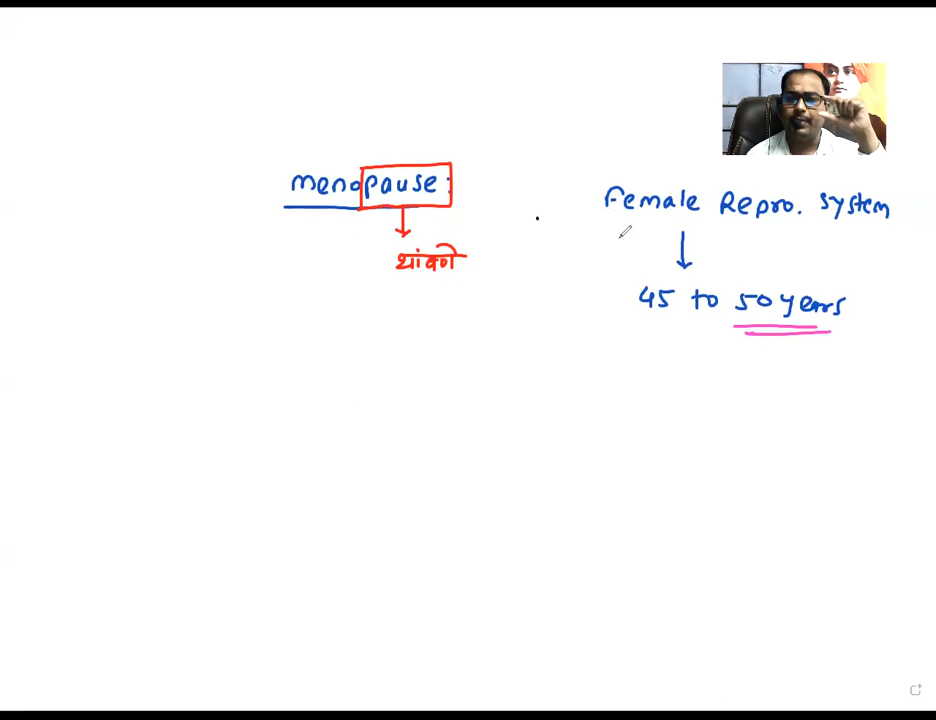 menopause:
थांबणे
Female Repro. System
45 to 50 years